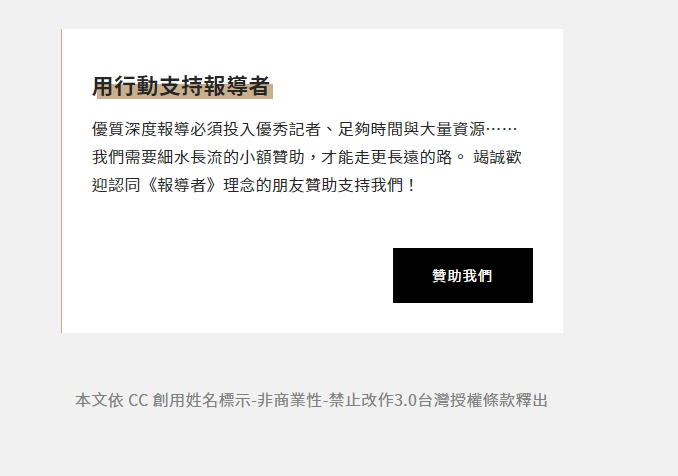 用行動支持報導者
優質深度報導必須投入優秀記者、足夠時間與大量資源⋯⋯
我們需要細水長流的小額贊助，才能走更長遠的路。 竭誠歡
迎認同《報導者》理念的朋友贊助支持我們！
贊助我們
本文依 CC 創用姓名標示-非商業性-禁止改作3.0台灣授權條款釋出